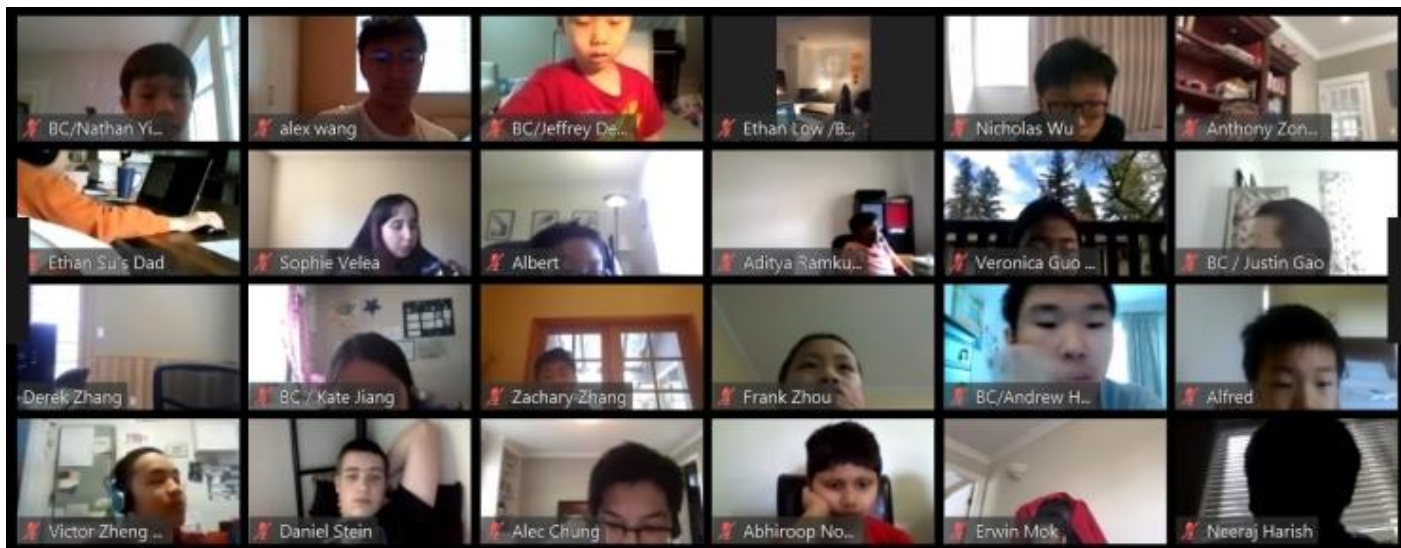 BC/Nathan Yi...
alex wang
BC/Jeffrey De...
Ethan Low /B...
Nicholas Wu
Anthony Zon...
Ethan Su's Dad
Sophie Velea
Albert
Aditya Ramku...
Veronica Guo ...
BC / Justin Gao
Derek Zhang
BC / Kate Jiang
Zachary Zhang
Frank Zhou
BC/Andrew H...
Alfred
Victor Zheng ...
Daniel Stein
Alec Chung
Abhiroop No...
Erwin Mok
Neeraj Harish